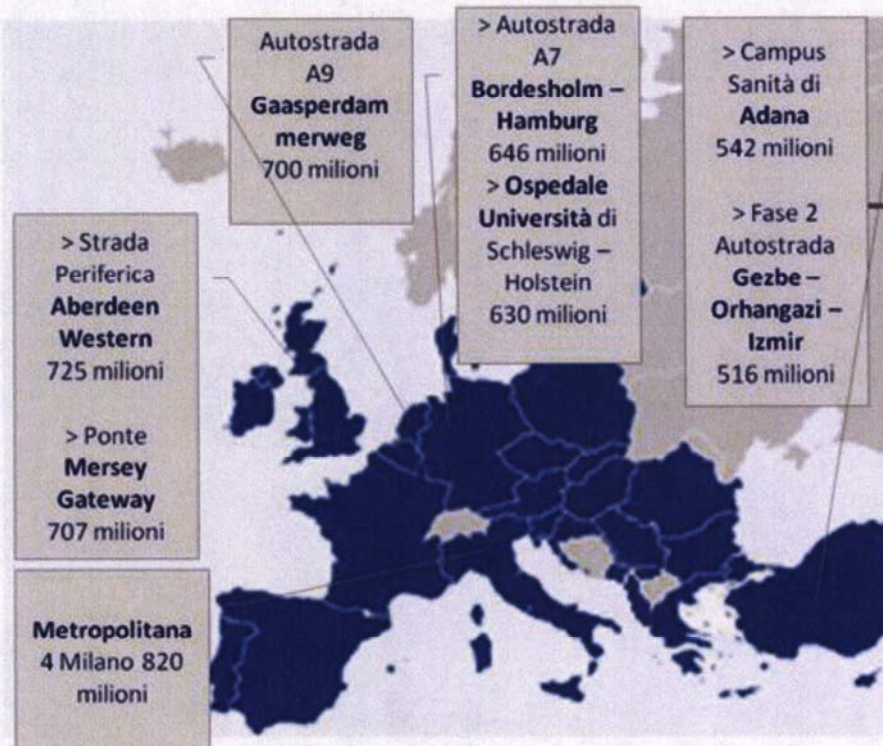 Autostrada
A9
Gaasperdam
merweg
700 milioni
> Autostrada
A7
Bordesholm –
Hamburg
646 milioni
> Ospedale
Università di
Schleswig –
Holstein
630 milioni
> Campus
Sanità di
Adana
542 milioni
> Fase 2
Autostrada
Gezbe –
Orhangazi –
Izmir
516 milioni
> Strada
Periferica
Aberdeen
Western
725 milioni
> Ponte
Mersey
Gateway
707 milioni
Metropolitana
4 Milano 820
milioni